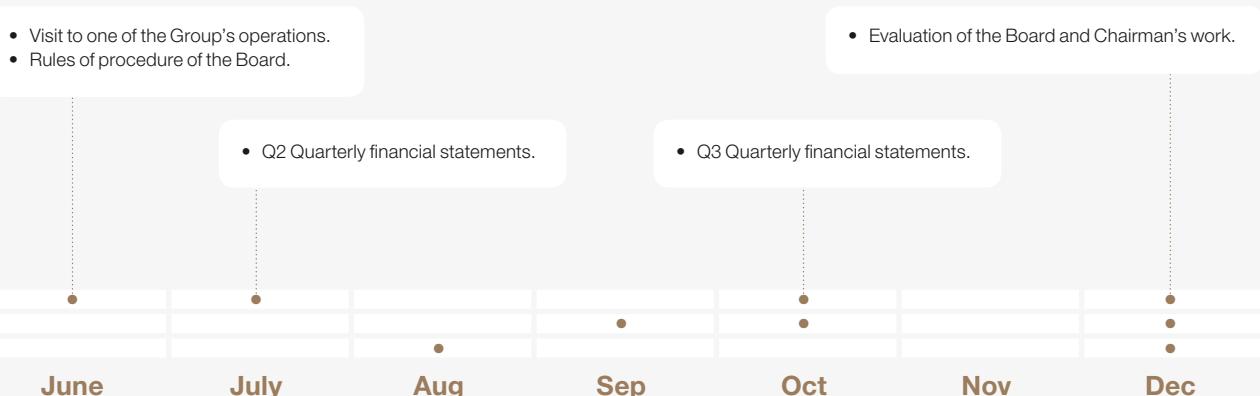 • Visit to one of the Group's operations.
• Rules of procedure of the Board.
• Evaluation of the Board and Chairman's work.
• Q2 Quarterly financial statements.
• Q3 Quarterly financial statements.
June July Aug Sep Oct Nov Dec